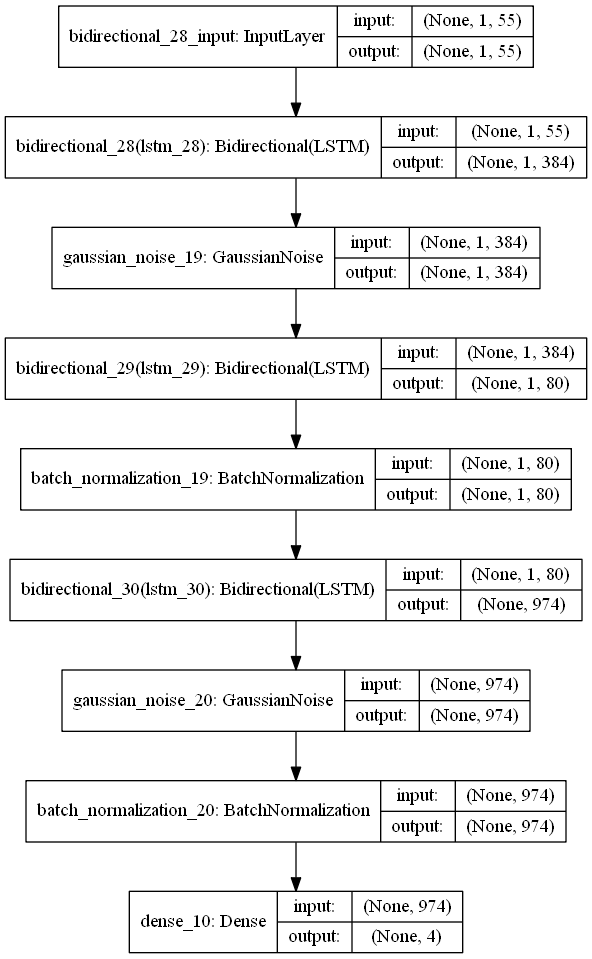 bidirectional_28_input: InputLayer
input: (None, 1, 55)
output: (None, 1, 55)
bidirectional_28(lstm_28): Bidirectional(LSTM)
input: (None, 1, 55)
output: (None, 1, 384)
gaussian_noise_19: GaussianNoise
input: (None, 1, 384)
output: (None, 1, 384)
bidirectional_29(lstm_29): Bidirectional(LSTM)
input: (None, 1, 384)
output: (None, 1, 80)
batch_normalization_19: BatchNormalization
input: (None, 1, 80)
output: (None, 1, 80)
bidirectional_30(lstm_30): Bidirectional(LSTM)
input: (None, 1, 80)
output: (None, 974)
gaussian_noise_20: GaussianNoise
input: (None, 974)
output: (None, 974)
batch_normalization_20: BatchNormalization
input: (None, 974)
output: (None, 974)
dense_10: Dense
input: (None, 974)
output: (None, 4)